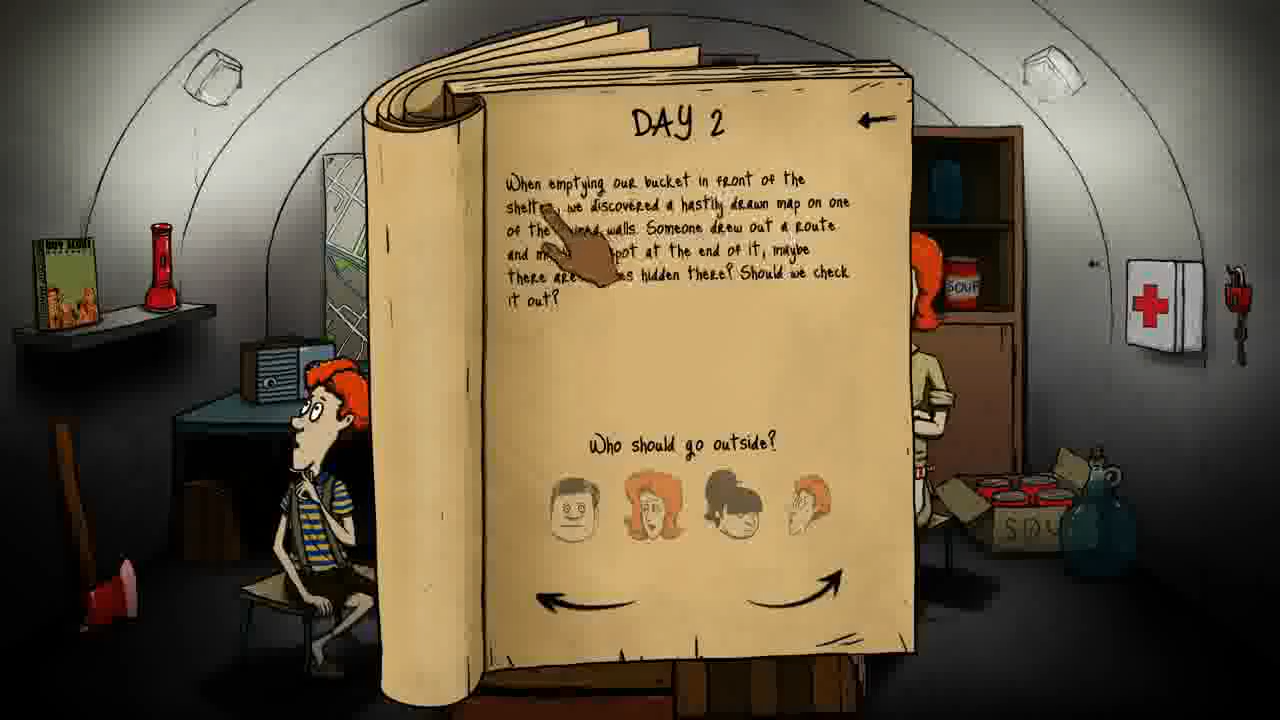 DAY 2
When emptying our bucket in front of the
shelter, we discovered a hastily drawn map on one
of the walls. Someone drew out a route
and spot at the end of it, maybe
there are hidden there? Should we check
it out?
Who should go outside?
SOUP
SOU